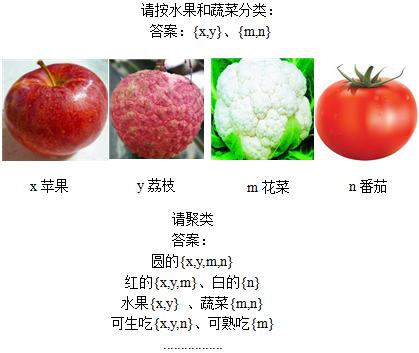 请按水果和蔬菜分类：
答案：{x,y}、{m,n}
x 苹果 y 荔枝 m 花菜 n 番茄
请聚类
答案：
圆的{x,y,m,n}
红的{x,y,m}、白的{n}
水果{x,y} 、蔬菜{m,n}
可生吃{x,y,n}、可熟吃{m}
..................